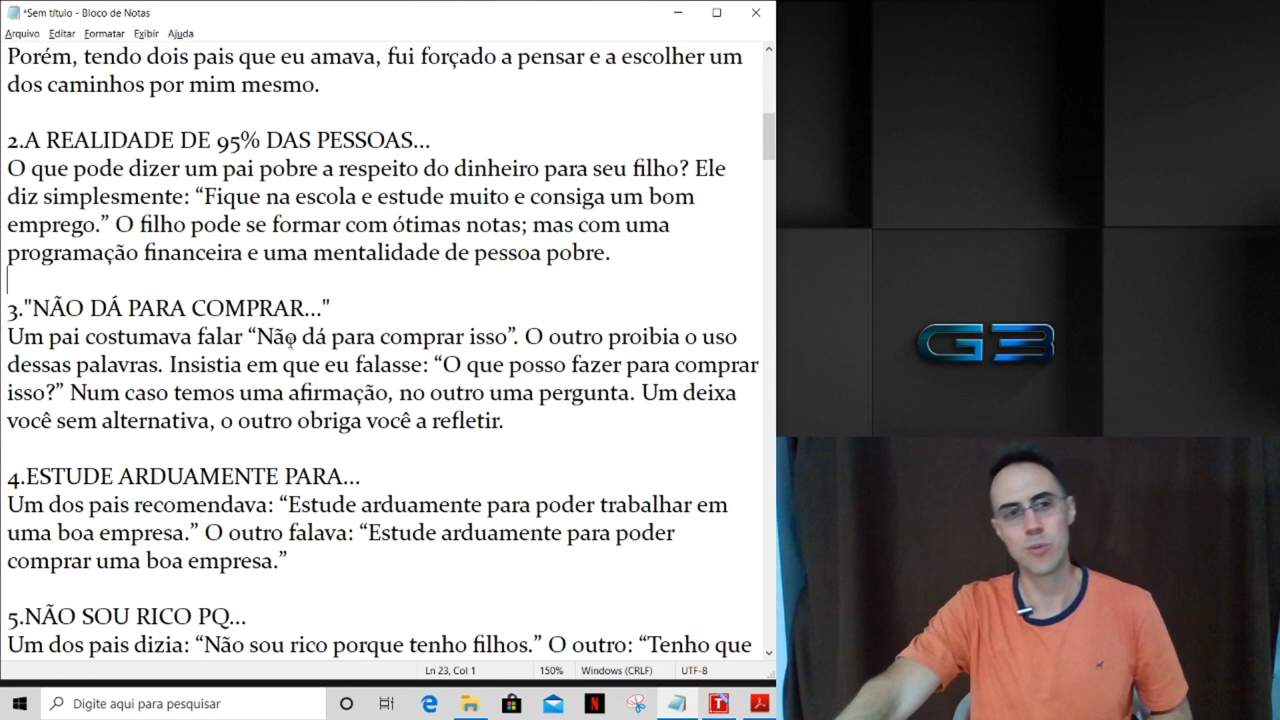 *Sem título - Bloco de Notas
Arquivo Editar Formatar Exibir Ajuda
Porém, tendo dois pais que eu amava, fui forçado a pensar e a escolher um
dos caminhos por mim mesmo.
2.A REALIDADE DE 95% DAS PESSOAS...
O que pode dizer um pai pobre a respeito do dinheiro para seu filho? Ele
diz simplesmente: “Fique na escola e estude muito e consiga um bom
emprego.” O filho pode se formar com ótimas notas; mas com uma
programação financeira e uma mentalidade de pessoa pobre.
3."NÃO DÁ PARA COMPRAR..."
Um pai costumava falar “Não dá para comprar isso”. O outro proibia o uso
dessas palavras. Insistia em que eu falasse: “O que posso fazer para comprar
isso?” Num caso temos uma afirmação, no outro uma pergunta. Um deixa
você sem alternativa, o outro obriga você a refletir.
4.ESTUDE ARDUAMENTE PARA...
Um dos pais recomendava: “Estude arduamente para poder trabalhar em
uma boa empresa.” O outro falava: “Estude arduamente para poder
comprar uma boa empresa.”
5.NÃO SOU RICO PQ...
Um dos pais dizia: “Não sou rico porque tenho filhos.” O outro: “Tenho que
Ln 23, Col 1 150% Windows (CRLF) UTF-8
Digite aqui para pesquisar
G3